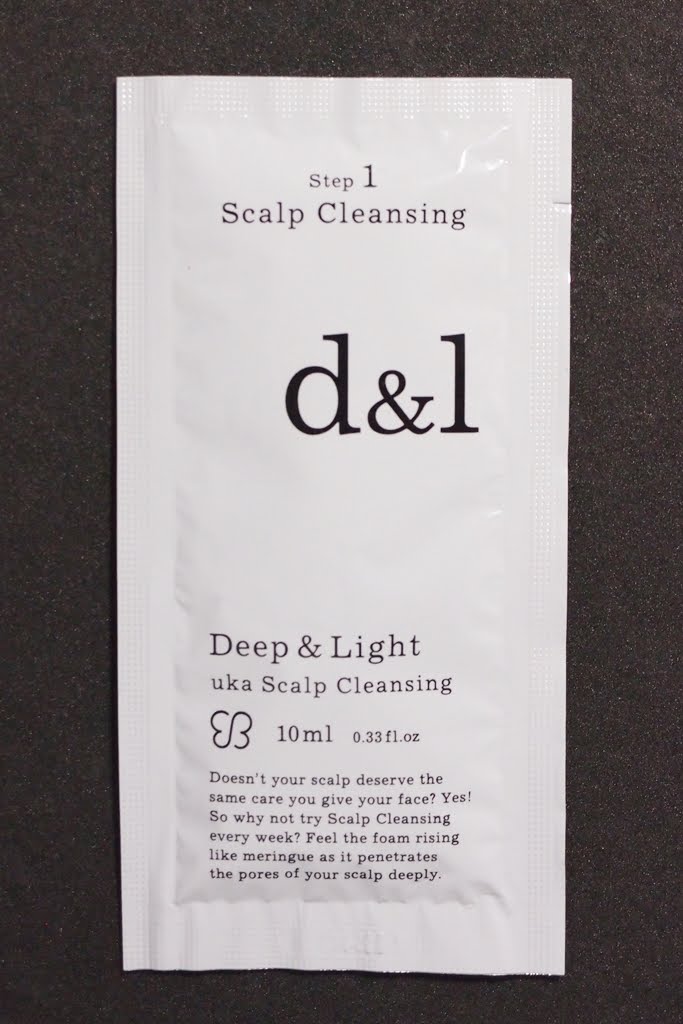 Step 1
Scalp Cleansing
d&l
Deep & Light
uka Scalp Cleansing
10ml 0.33fl.oz
Doesn't your scalp deserve the
same care you give your face? Yes!
So why not try Scalp Cleansing
every week? Feel the foam rising
like meringue as it penetrates
the pores of your scalp deeply.